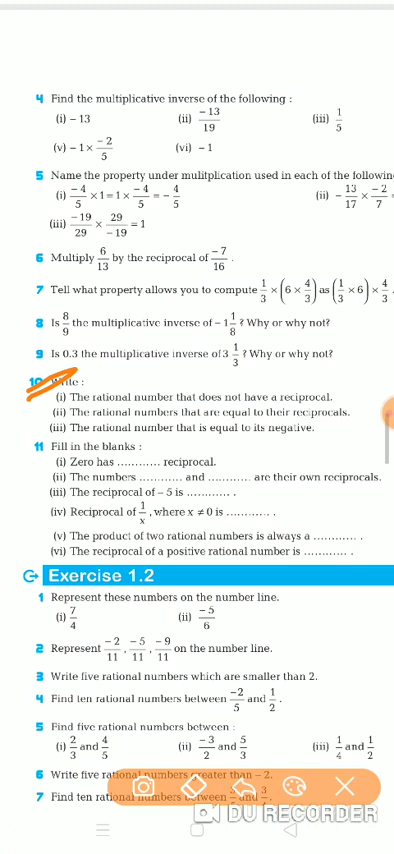 4 Find the multiplicative inverse of the following :
(i) – 13 (ii) -13/19 (iii) 1/5
(v) – 1 × -2/5 (vi) – 1
5 Name the property under mulitplication used in each of the followin
(i) -4/5 × 1 = 1 × -4/5 = – 4/5 (ii) – 13/17 × -2/7 =
(iii) -19/29 × 29/-19 = 1
6 Multiply 6/13 by the reciprocal of -7/16 .
7 Tell what property allows you to compute 1/3 × (6 × 4/3) as (1/3 × 6) × 4/3 .
8 Is 8/9 the multiplicative inverse of – 1 1/8 ? Why or why not?
9 Is 0.3 the multiplicative inverse of 3 1/3 ? Why or why not?
10 Write :
(i) The rational number that does not have a reciprocal.
(ii) The rational numbers that are equal to their reciprocals.
(iii) The rational number that is equal to its negative.
11 Fill in the blanks :
(i) Zero has ............ reciprocal.
(ii) The numbers ............ and ............ are their own reciprocals.
(iii) The reciprocal of – 5 is ............ .
(iv) Reciprocal of 1/x , where x ≠ 0 is ............ .
(v) The product of two rational numbers is always a ............ .
(vi) The reciprocal of a positive rational number is ............ .
Exercise 1.2
1 Represent these numbers on the number line.
(i) 7/4 (ii) -5/6
2 Represent -2/11 , -5/11 , -9/11 on the number line.
3 Write five rational numbers which are smaller than 2.
4 Find ten rational numbers between -2/5 and 1/2 .
5 Find five rational numbers between :
(i) 2/3 and 4/5 (ii) -3/2 and 5/3 (iii) 1/4 and 1/2
6 Write five rational numbers greater than – 2.
7 Find ten rational numbers between and
DU RECORDER